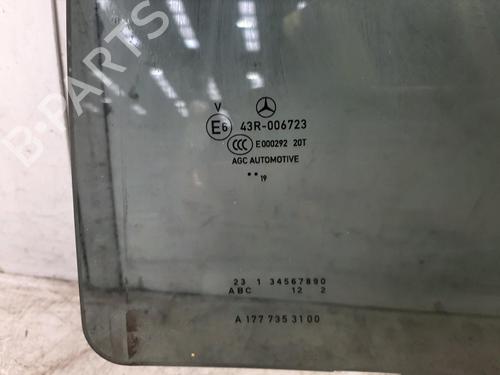 V
E6 43R-006723
CCC E000292 20T
AGC AUTOMOTIVE
•• 19
23 1 34567890
ABC 12 2
A 177 735 31 00
B-PARTS